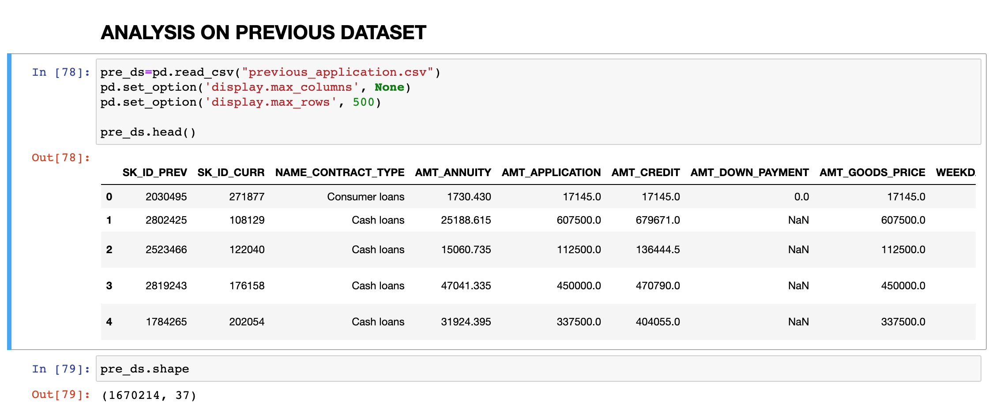 ANALYSIS ON PREVIOUS DATASET
In [78]: pre_ds=pd.read_csv("previous_application.csv")
pd.set_option('display.max_columns', None)
pd.set_option('display.max_rows', 500)
pre_ds.head()
Out[78]:
SK_ID_PREV SK_ID_CURR NAME_CONTRACT_TYPE AMT_ANNUITY AMT_APPLICATION AMT_CREDIT AMT_DOWN_PAYMENT AMT_GOODS_PRICE WEEKD
0 2030495 271877 Consumer loans 1730.430 17145.0 17145.0 0.0 17145.0
1 2802425 108129 Cash loans 25188.615 607500.0 679671.0 NaN 607500.0
2 2523466 122040 Cash loans 15060.735 112500.0 136444.5 NaN 112500.0
3 2819243 176158 Cash loans 47041.335 450000.0 470790.0 NaN 450000.0
4 1784265 202054 Cash loans 31924.395 337500.0 404055.0 NaN 337500.0
In [79]: pre_ds.shape
Out[79]: (1670214, 37)